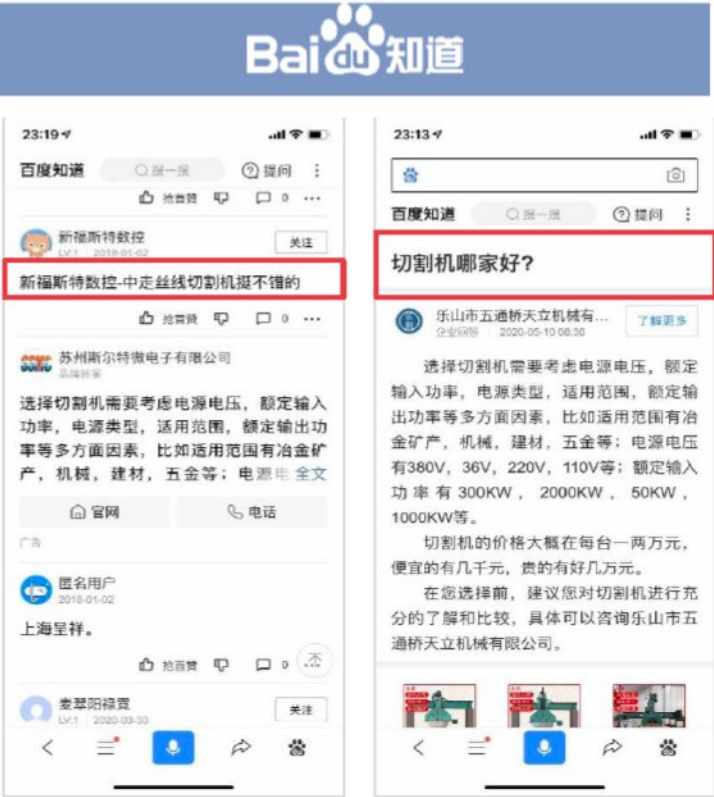 Baidu知道
23:19
百度知道
搜一搜
提问
抢首赞
0
新福斯特数控
LV.1 2018-01-02
关注
新福斯特数控-中走丝线切割机挺不错的
抢首赞
0
苏州斯尔特微电子有限公司
品牌答案
选择切割机需要考虑电源电压，额定输入
功率，电源类型，适用范围，额定输出功
率等多方面因素，比如适用范围有冶金矿
产，机械，建材，五金等；电源电 全文
官网
电话
广告
匿名用户
2018-01-02
上海呈祥。
抢首赞
0
麦翠阳禄霓
LV.1 2020-03-30
关注
23:13
百度知道
搜一搜
提问
切割机哪家好?
乐山市五通桥天立机械有...
企业回答 2020-05-10 08:36
了解更多
选择切割机需要考虑电源电压，额定
输入功率，电源类型，适用范围，额定输
出功率等多方面因素，比如适用范围有冶
金矿产，机械，建材，五金等；电源电压
有380V，36V，220V，110V等；额定输入
功率有300KW，2000KW，50KW，
1000KW等。
切割机的价格大概在每台一两万元，
便宜的有几千元，贵的有好几万元。
在您选择前，建议您对切割机进行充
分的了解和比较，具体可以咨询乐山市五
通桥天立机械有限公司。